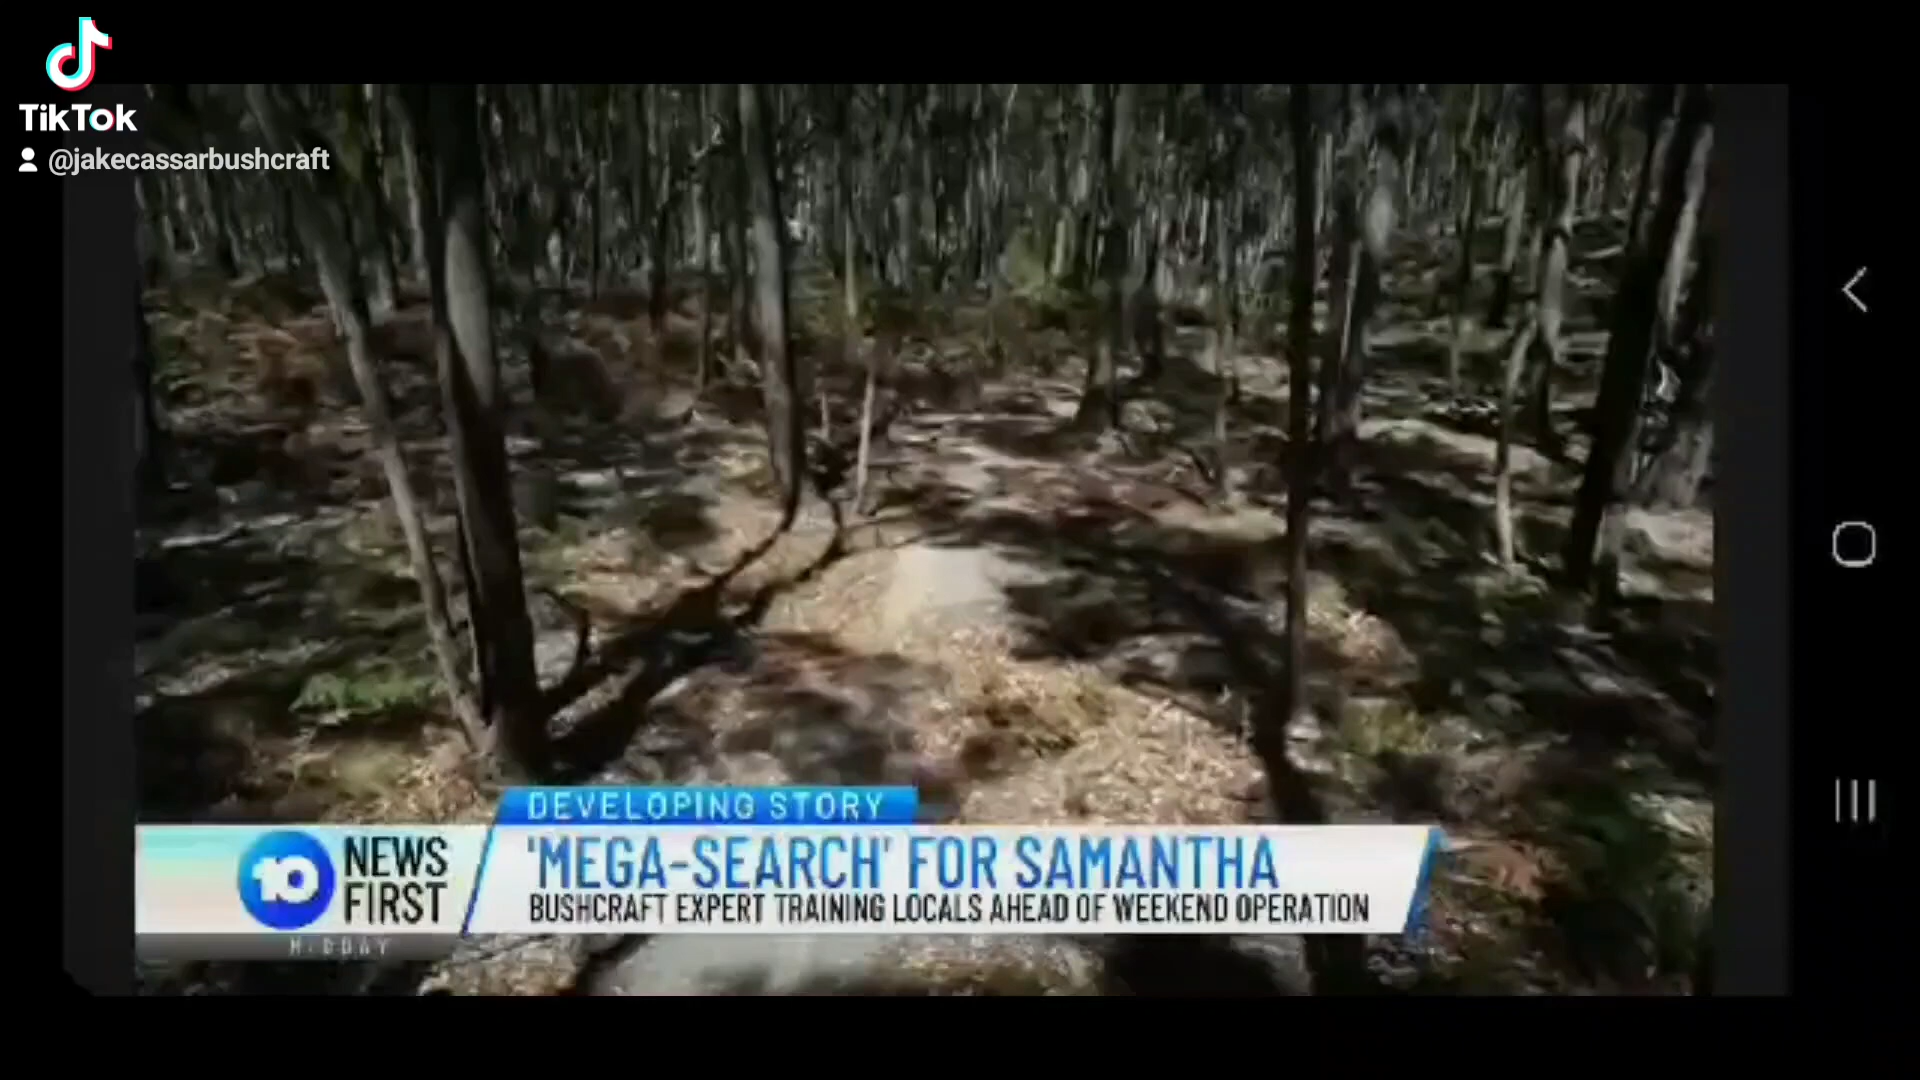 TikTok
@jakecassarbushcraft
DEVELOPING STORY
'MEGA-SEARCH' FOR SAMANTHA
BUSHCRAFT EXPERT TRAINING LOCALS AHEAD OF WEEKEND OPERATION
10 NEWS
FIRST
MIDDAY